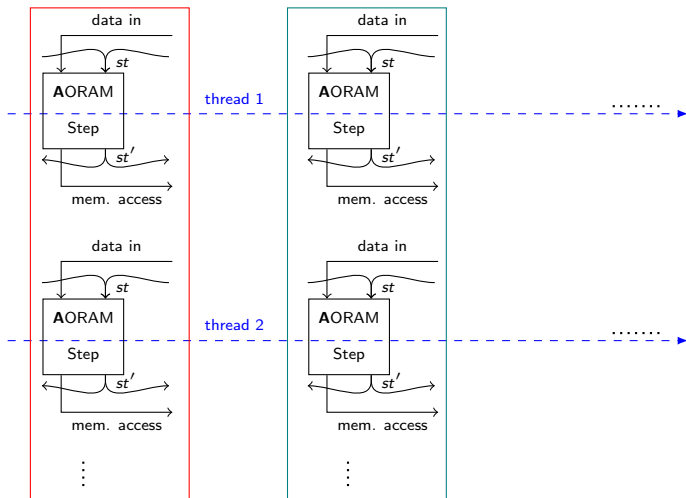 data in
data in
st
st
AORAM
AORAM
thread 1
.......
Step
Step
st′
st′
mem. access
mem. access
data in
data in
st
st
AORAM
AORAM
thread 2
.......
Step
Step
st′
st′
mem. access
mem. access
⋮
⋮